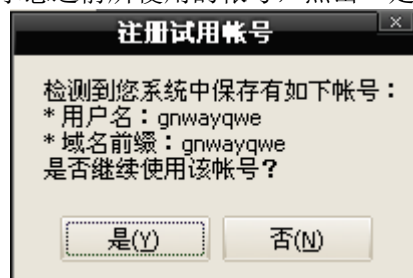 注册试用帐号
检测到您系统中保存有如下帐号：
*用户名：gnwayqwe
*域名前缀：gnwayqwe
是否继续使用该帐号？
是(Y) 否(N)